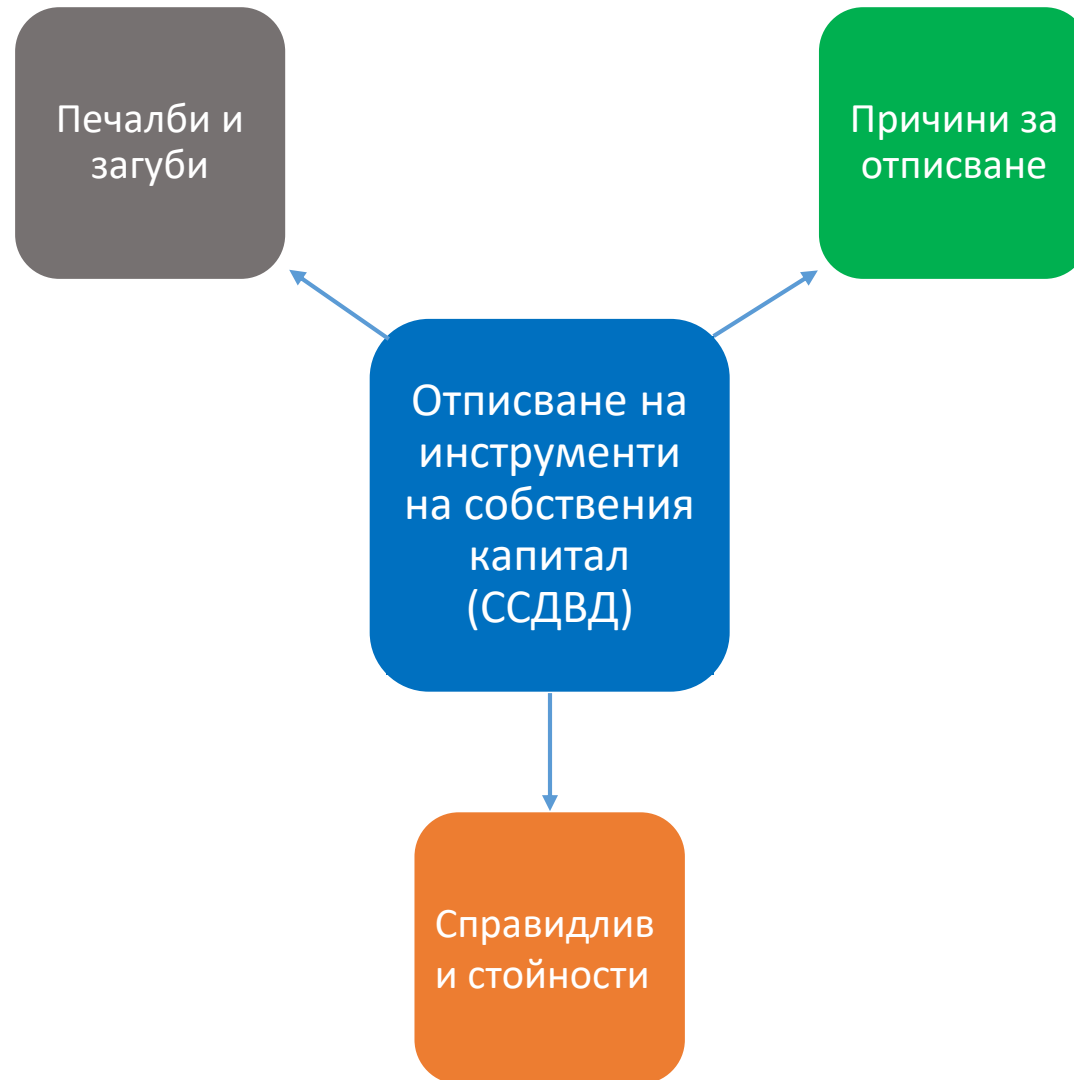 Печалби и
загуби
Причини за
отписване
Отписване на
инструменти
на собствения
капитал
(ССДВД)
Справидлив
и стойности